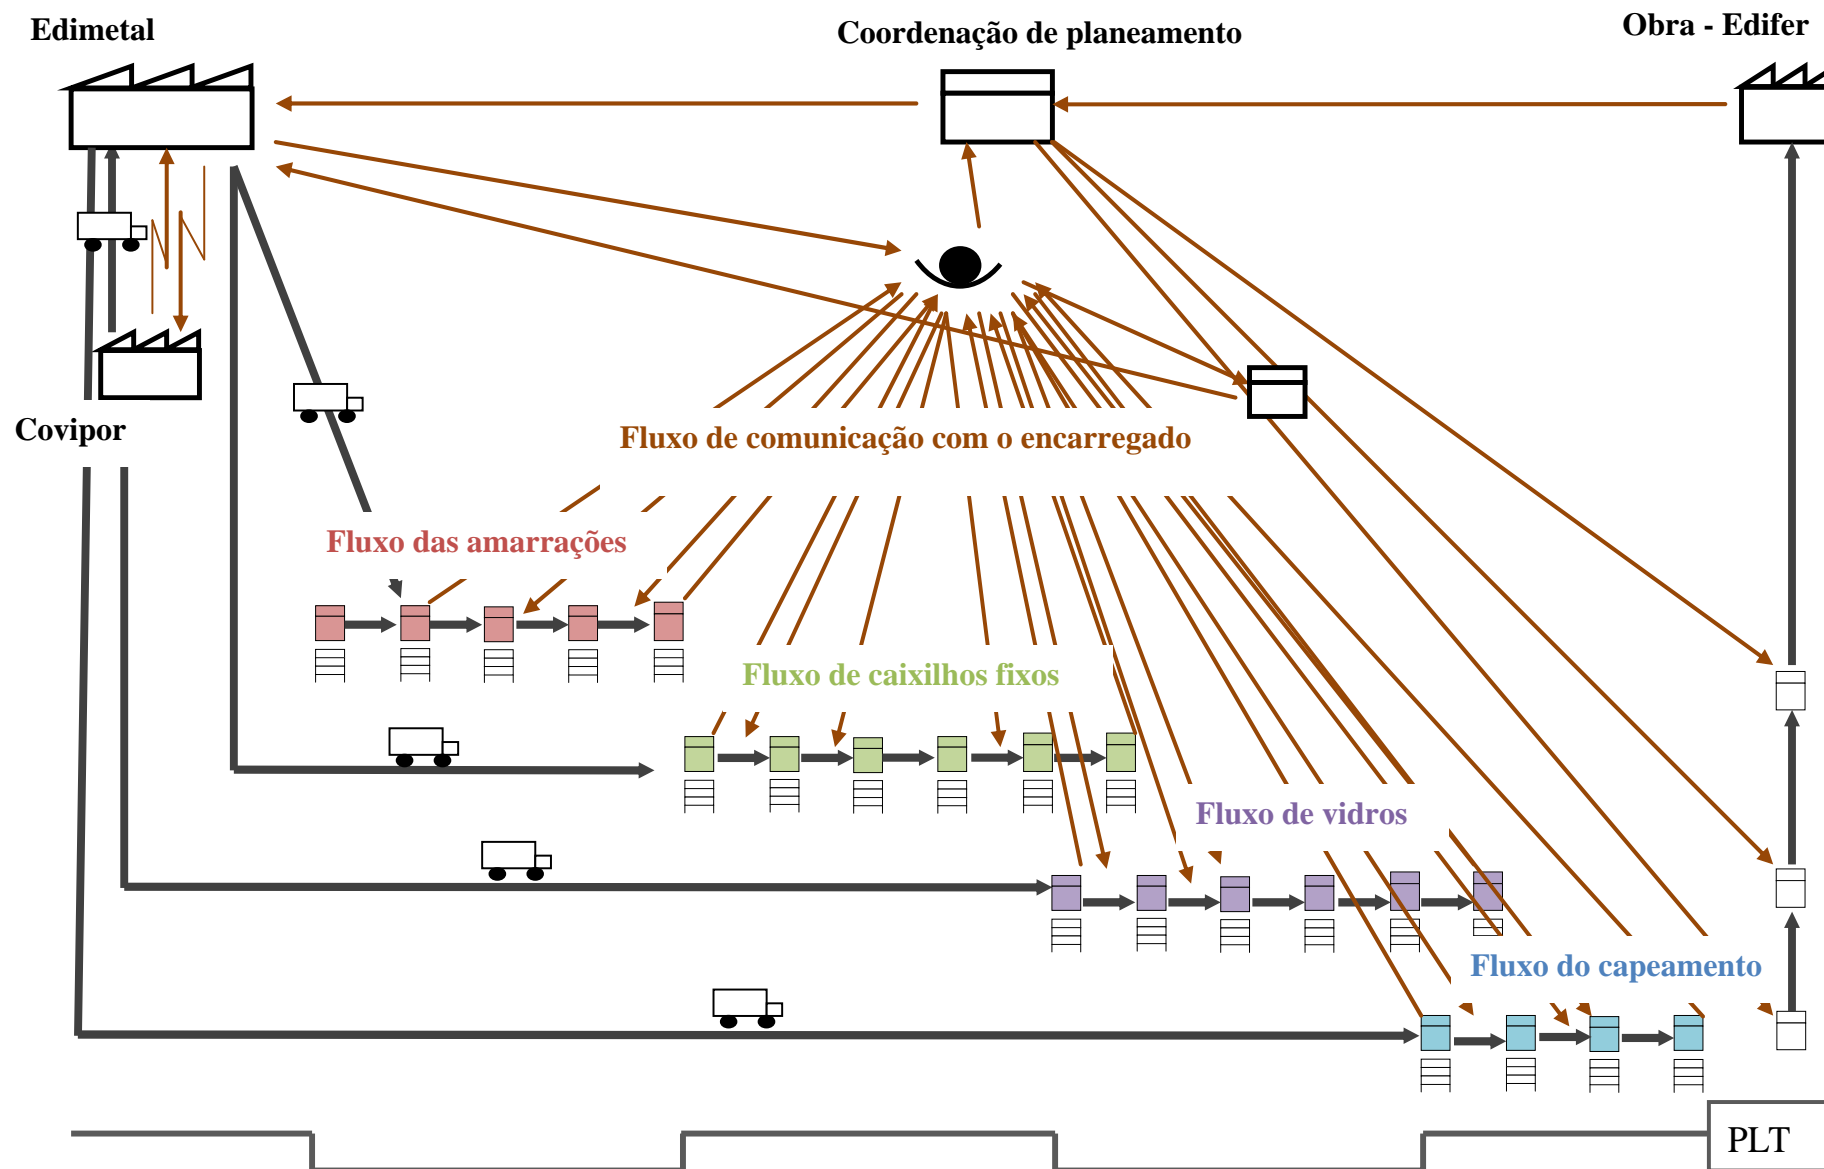 Edimetal
Coordenação de planeamento
Obra - Edifer
Covipor
Fluxo de comunicação com o encarregado
Fluxo das amarrações
Fluxo de caixilhos fixos
Fluxo de vidros
Fluxo do capeamento
PLT